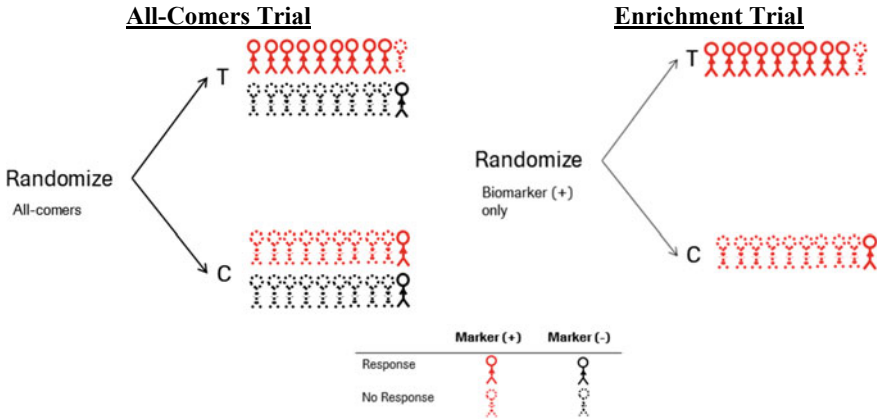 All-Comers Trial
T
Randomize
All-comers
C
Enrichment Trial
T
Randomize
Biomarker (+)
only
C
Marker (+) Marker (-)
Response
No Response